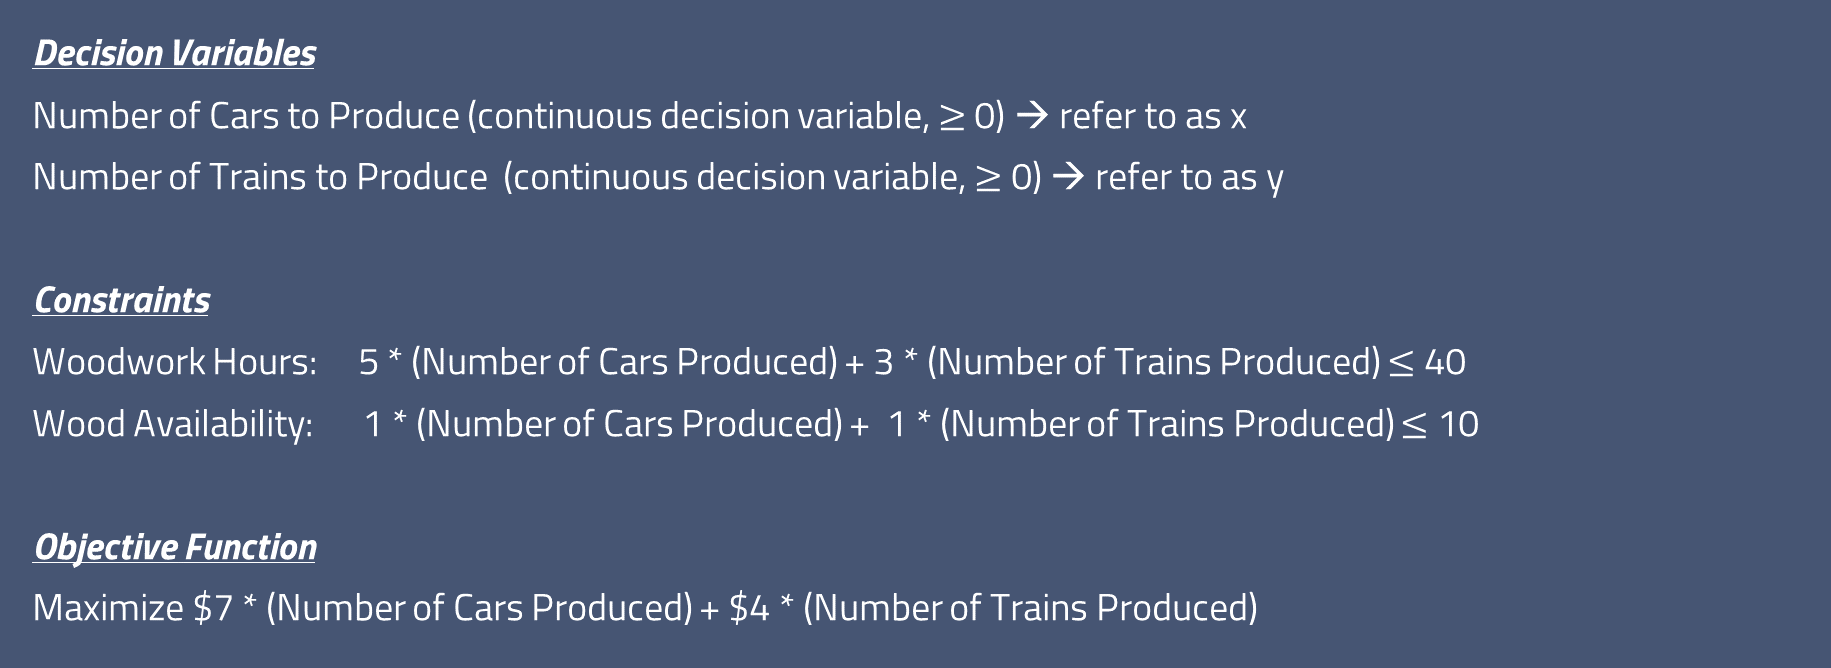 Decision Variables
Number of Cars to Produce (continuous decision variable, ≥ 0) → refer to as x
Number of Trains to Produce (continuous decision variable, ≥ 0) → refer to as y
Constraints
Woodwork Hours: 5 * (Number of Cars Produced) + 3 * (Number of Trains Produced) ≤ 40
Wood Availability: 1 * (Number of Cars Produced) + 1 * (Number of Trains Produced) ≤ 10
Objective Function
Maximize $7 * (Number of Cars Produced) + $4 * (Number of Trains Produced)